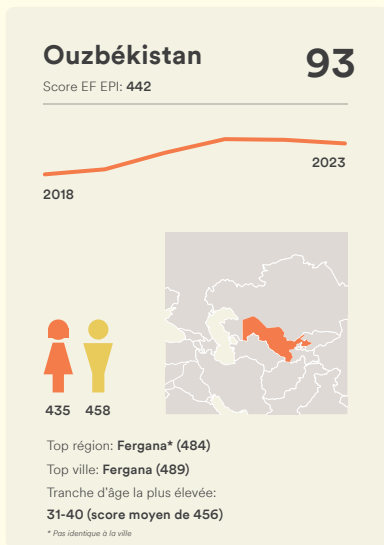 Ouzbékistan
93
Score EF EPI: 442
2023
2018
435 458
Top région: Fergana* (484)
Top ville: Fergana (489)
Tranche d'âge la plus élevée:
31-40 (score moyen de 456)
* Pas identique à la ville